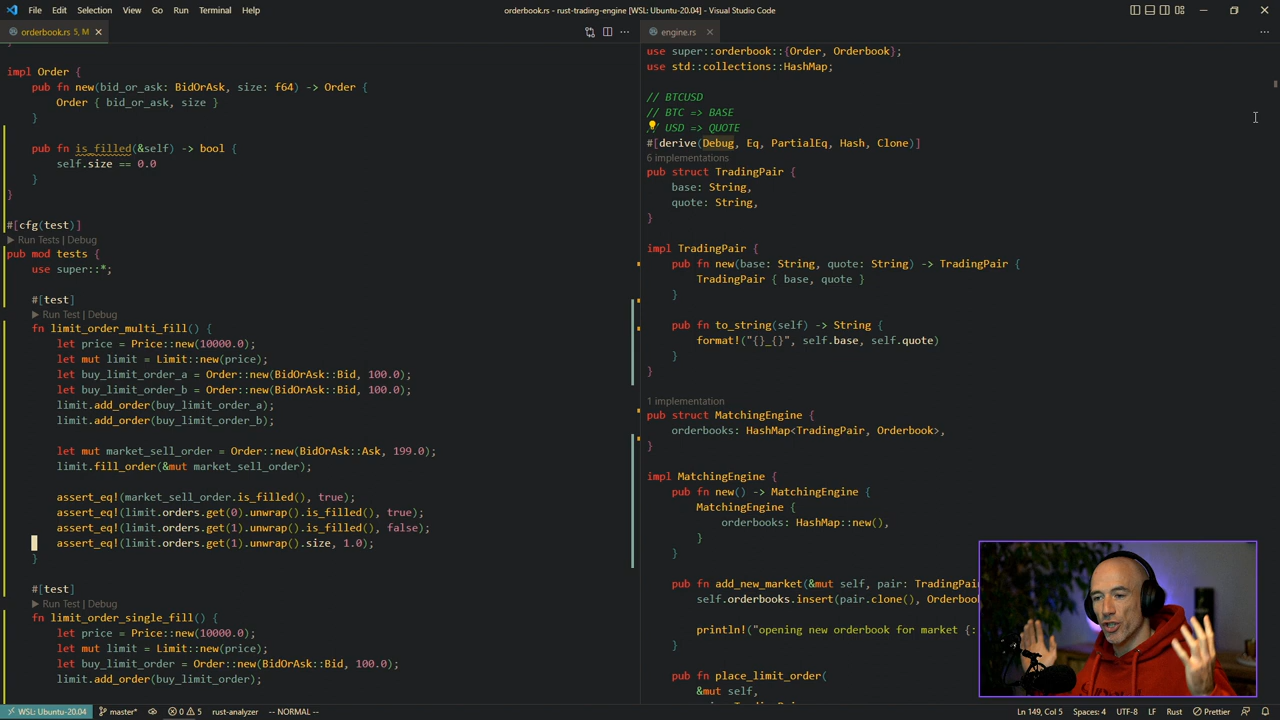 File Edit Selection View Go Run Terminal Help
orderbook.rs - rust-trading-engine [WSL: Ubuntu-20.04] - Visual Studio Code
orderbook.rs 5, M
}
impl Order {
pub fn new(bid_or_ask: BidOrAsk, size: f64) -> Order {
Order { bid_or_ask, size }
}
pub fn is_filled(&self) -> bool {
self.size == 0.0
}
}
#[cfg(test)]
Run Tests | Debug
pub mod tests {
use super::*;
#[test]
Run Test | Debug
fn limit_order_multi_fill() {
let price = Price::new(10000.0);
let mut limit = Limit::new(price);
let buy_limit_order_a = Order::new(BidOrAsk::Bid, 100.0);
let buy_limit_order_b = Order::new(BidOrAsk::Bid, 100.0);
limit.add_order(buy_limit_order_a);
limit.add_order(buy_limit_order_b);
let mut market_sell_order = Order::new(BidOrAsk::Ask, 199.0);
limit.fill_order(&mut market_sell_order);
assert_eq!(market_sell_order.is_filled(), true);
assert_eq!(limit.orders.get(0).unwrap().is_filled(), true);
assert_eq!(limit.orders.get(1).unwrap().is_filled(), false);
assert_eq!(limit.orders.get(1).unwrap().size, 1.0);
}
#[test]
Run Test | Debug
fn limit_order_single_fill() {
let price = Price::new(10000.0);
let mut limit = Limit::new(price);
let buy_limit_order = Order::new(BidOrAsk::Bid, 100.0);
limit.add_order(buy_limit_order);
engine.rs
use super::orderbook::{Order, Orderbook};
use std::collections::HashMap;
// BTCUSD
// BTC => BASE
// USD => QUOTE
#[derive(Debug, Eq, PartialEq, Hash, Clone)]
6 implementations
pub struct TradingPair {
base: String,
quote: String,
}
impl TradingPair {
pub fn new(base: String, quote: String) -> TradingPair {
TradingPair { base, quote }
}
pub fn to_string(self) -> String {
format!("{}_{}", self.base, self.quote)
}
}
1 implementation
pub struct MatchingEngine {
orderbooks: HashMap<TradingPair, Orderbook>,
}
impl MatchingEngine {
pub fn new() -> MatchingEngine {
MatchingEngine {
orderbooks: HashMap::new(),
}
}
pub fn add_new_market(&mut self, pair: TradingPai
self.orderbooks.insert(pair.clone(), Orderboo
println!("opening new orderbook for market {:
}
pub fn place_limit_order(
&mut self,
WSL: Ubuntu-20.04 master* 0 5 rust-analyzer -- NORMAL -- Ln 149, Col 5 Spaces: 4 UTF-8 LF Rust Prettier